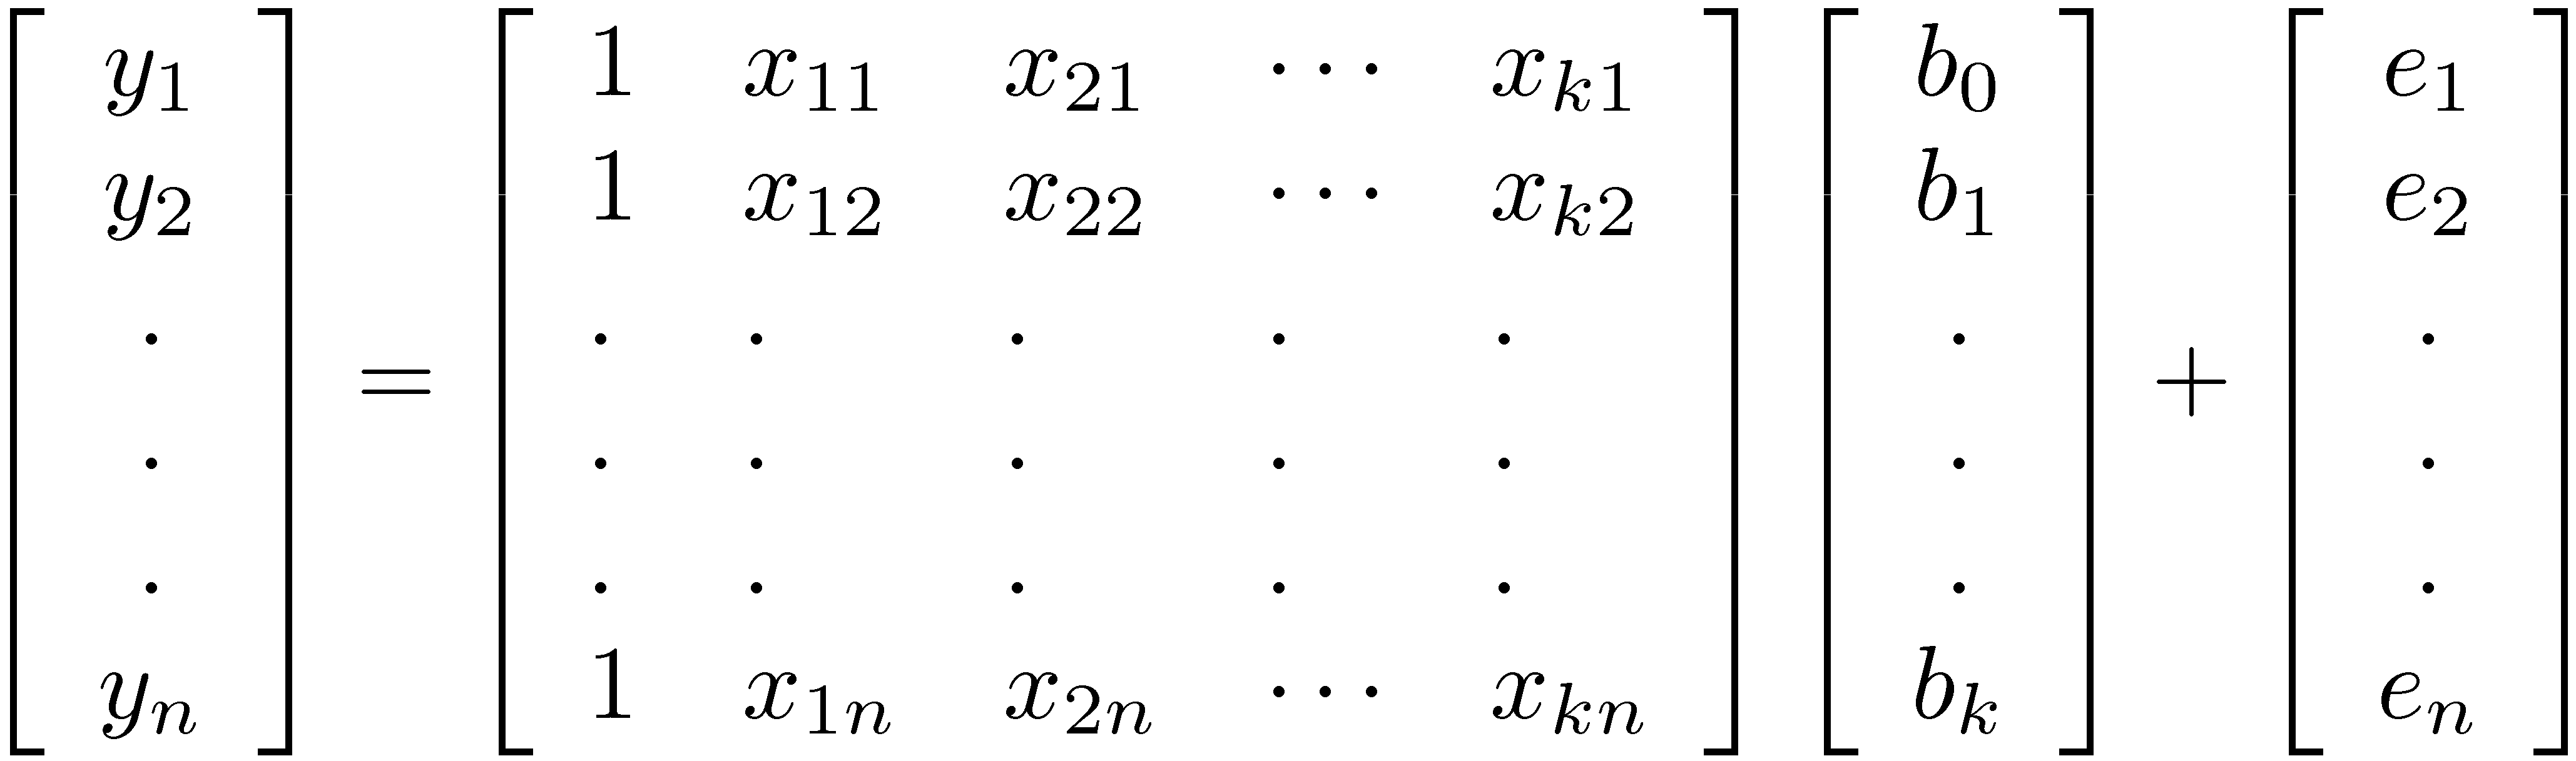 y₁ 1 x₁₁ x₂₁ ⋯ xₖ₁ b₀ e₁
y₂ 1 x₁₂ x₂₂ ⋯ xₖ₂ b₁ e₂
. . . . . . . .
= +
. . . . . . . .
. . . . . . . .
yₙ 1 x₁ₙ x₂ₙ ⋯ xₖₙ bₖ eₙ